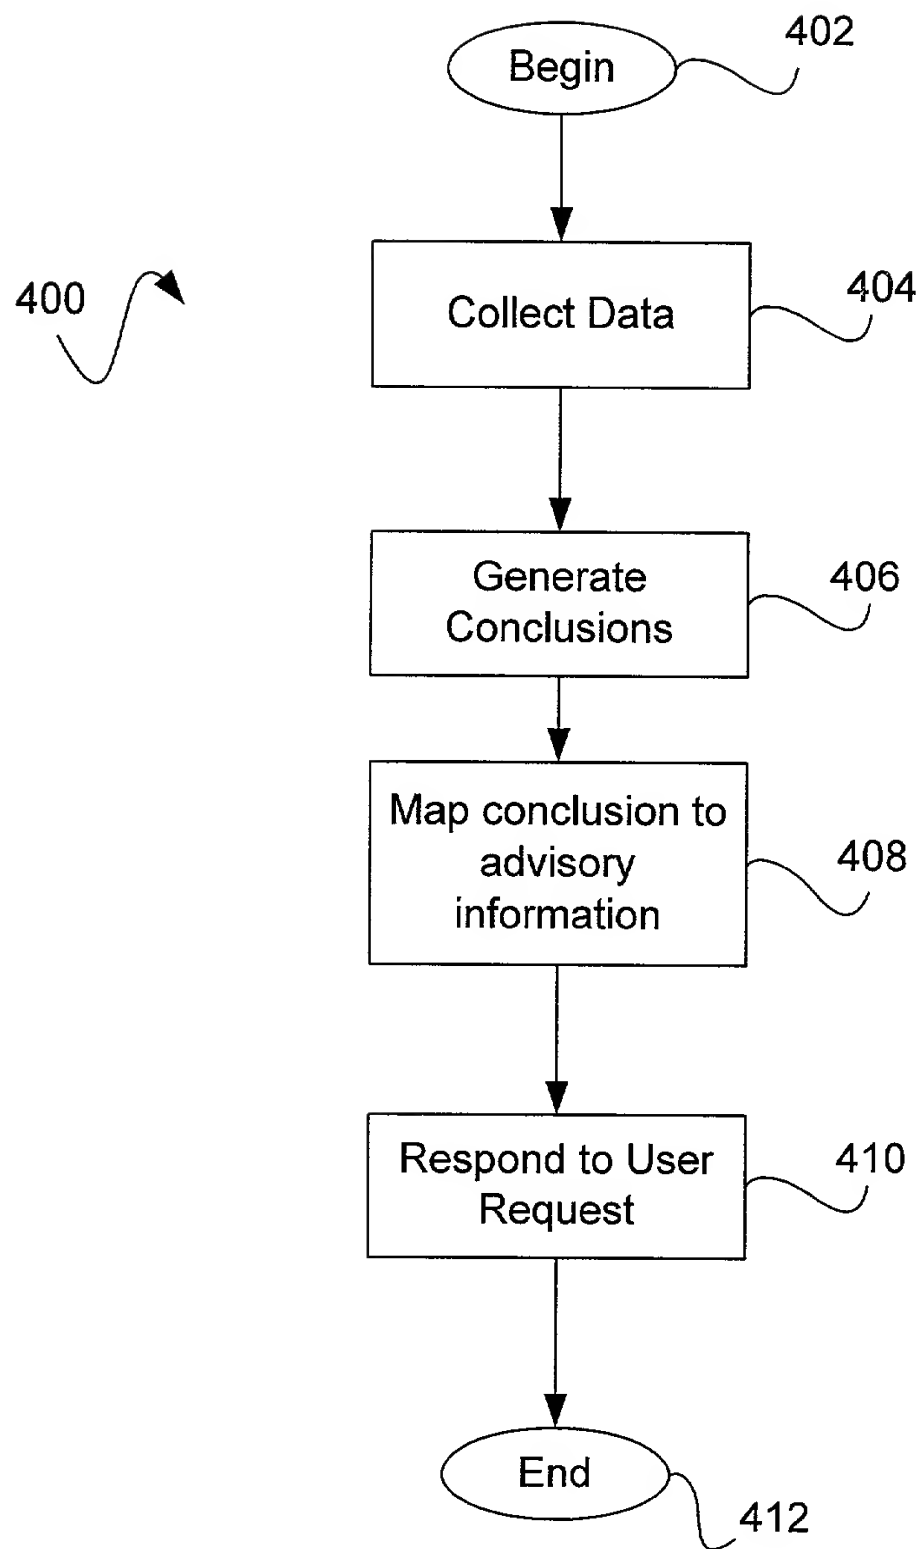 402
Begin
400
404
Collect Data
406
Generate
Conclusions
Map conclusion to
advisory
information
408
Respond to User
Request
410
End
412